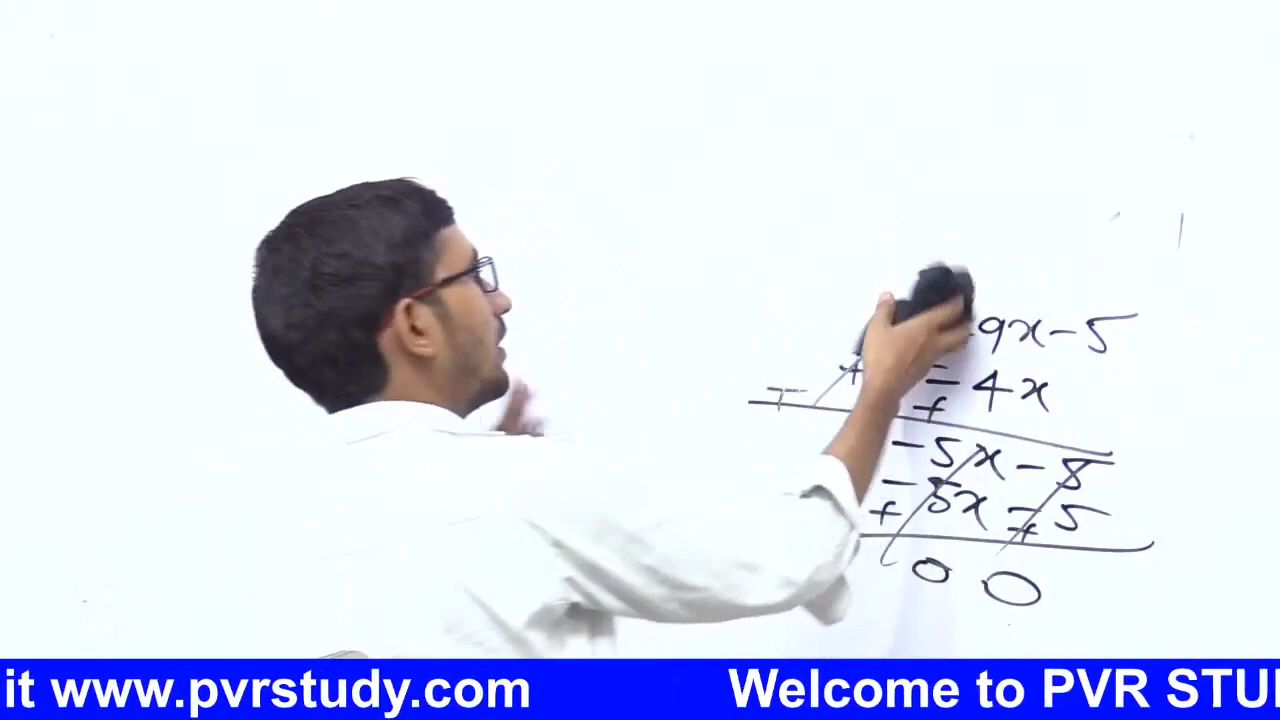 - 9x - 5
- 4x
+
- 5x - 5
- 5x - 5
+ +
0 0
it www.pvrstudy.com Welcome to PVR STU